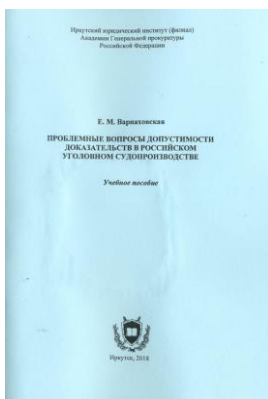 Иркутский юридический институт (филиал)
Академии Генеральной прокуратуры
Российской Федерации
Е. М. Варпаховская
ПРОБЛЕМНЫЕ ВОПРОСЫ ДОПУСТИМОСТИ
ДОКАЗАТЕЛЬСТВ В РОССИЙСКОМ
УГОЛОВНОМ СУДОПРОИЗВОДСТВЕ
Учебное пособие
Иркутск, 2018